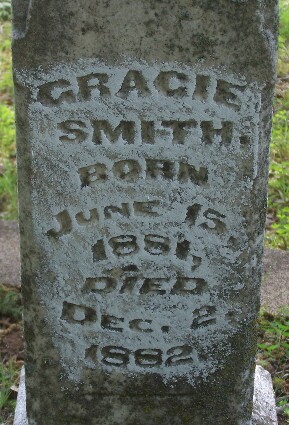 GRACIE
SMITH.
BORN
JUNE 15,
1881,
DIED
DEC. 2.
1882.